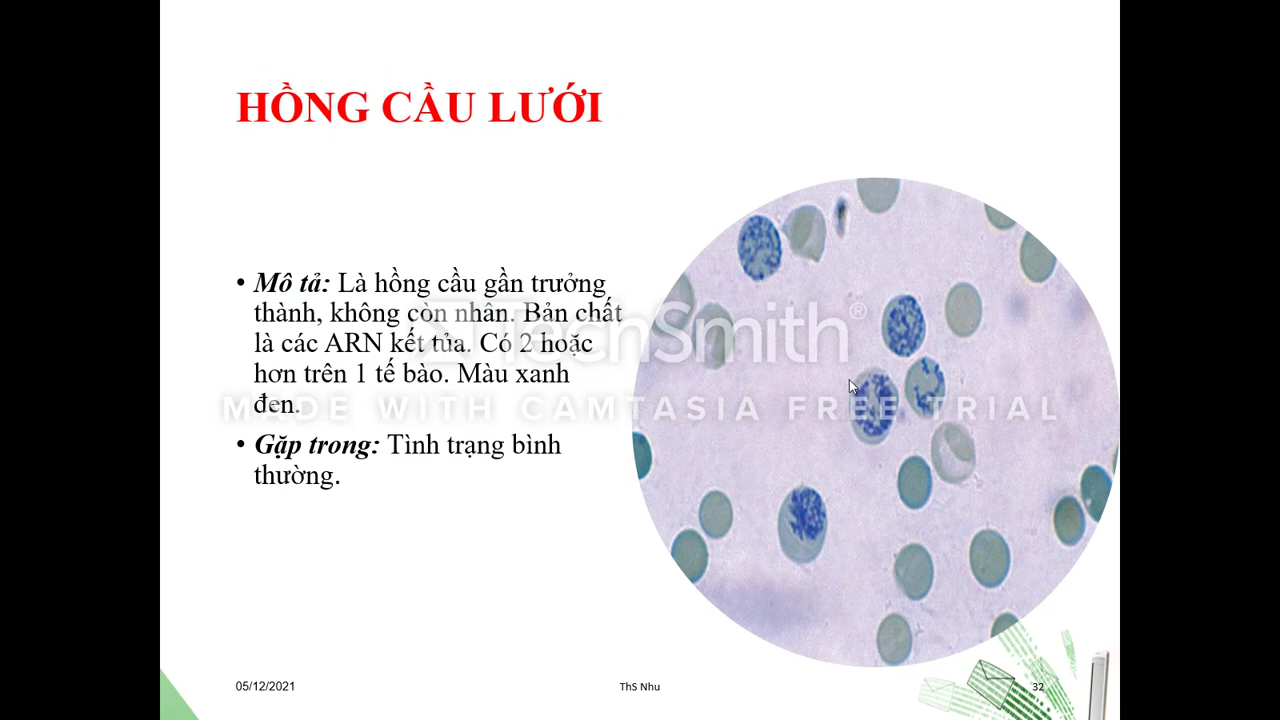 HỒNG CẦU LƯỚI
• Mô tả: Là hồng cầu gần trưởng
thành, không còn nhân. Bản chất
là các ARN kết tủa. Có 2 hoặc
hơn trên 1 tế bào. Màu xanh
đen.
• Gặp trong: Tình trạng bình
thường.
TechSmith®
MADE WITH CAMTASIA FREE TRIAL
05/12/2021
ThS Nhu
32